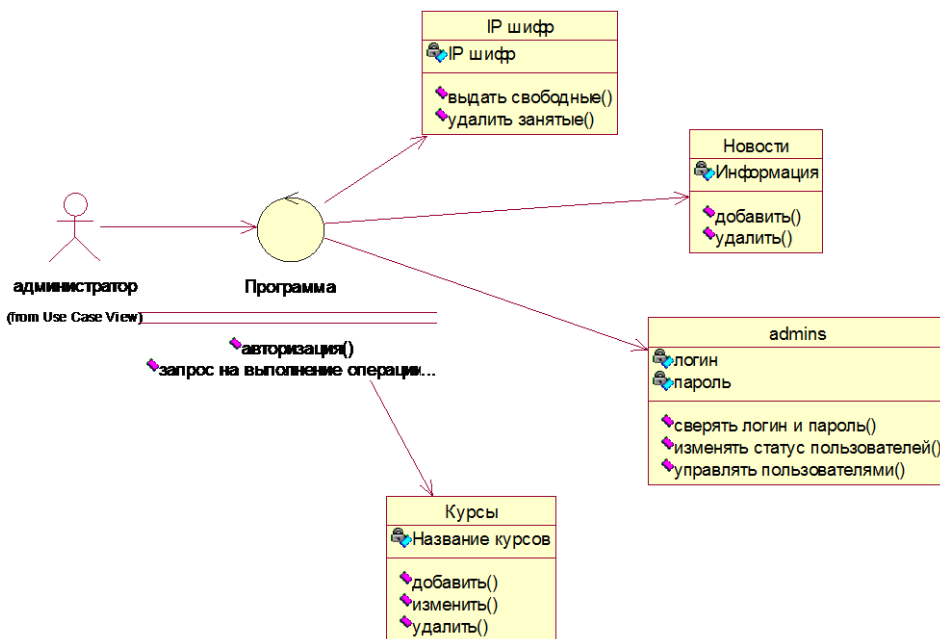 IP шифр
IP шифр
выдать свободные()
удалить занятые()
Новости
Информация
добавить()
удалить()
администратор
(from Use Case View)
Программа
авторизация()
запрос на выполнение операции...
admins
логин
пароль
сверять логин и пароль()
изменять статус пользователей()
управлять пользователями()
Курсы
Название курсов
добавить()
изменить()
удалить()